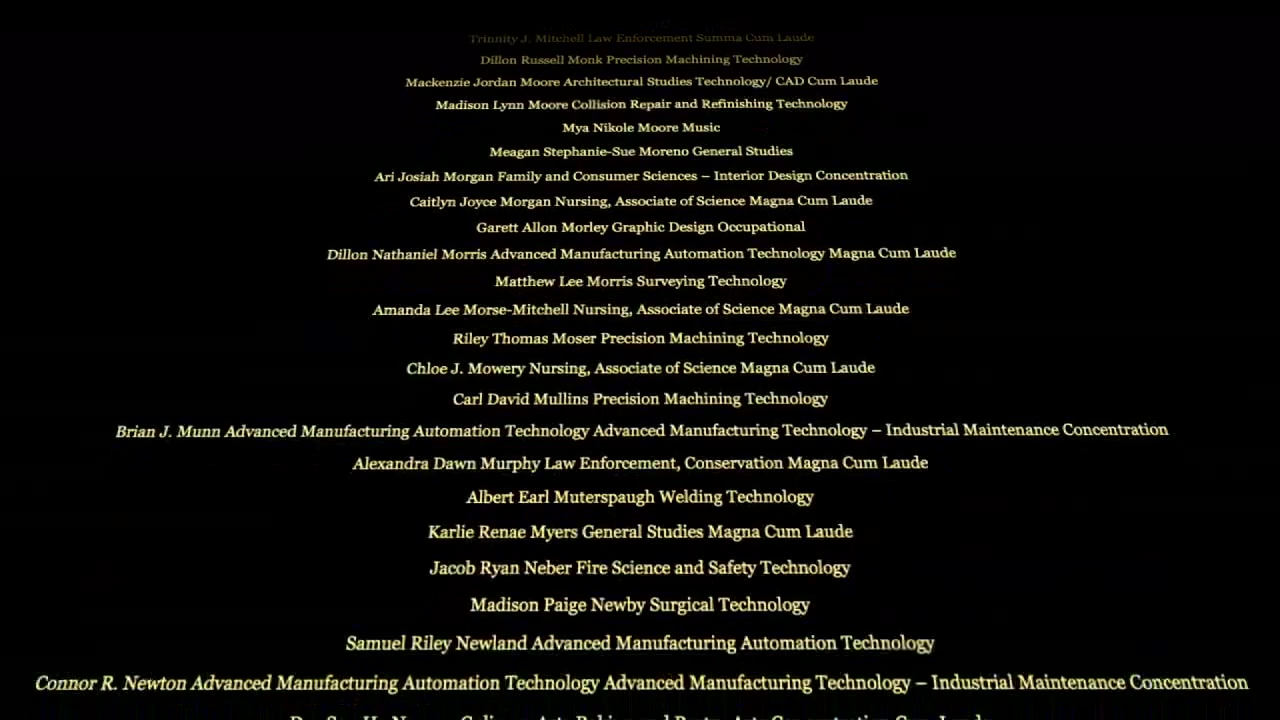 Trinnity J. Mitchell Law Enforcement Summa Cum Laude
Dillon Russell Monk Precision Machining Technology
Mackenzie Jordan Moore Architectural Studies Technology/ CAD Cum Laude
Madison Lynn Moore Collision Repair and Refinishing Technology
Mya Nikole Moore Music
Meagan Stephanie-Sue Moreno General Studies
Ari Josiah Morgan Family and Consumer Sciences – Interior Design Concentration
Caitlyn Joyce Morgan Nursing, Associate of Science Magna Cum Laude
Garett Allon Morley Graphic Design Occupational
Dillon Nathaniel Morris Advanced Manufacturing Automation Technology Magna Cum Laude
Matthew Lee Morris Surveying Technology
Amanda Lee Morse-Mitchell Nursing, Associate of Science Magna Cum Laude
Riley Thomas Moser Precision Machining Technology
Chloe J. Mowery Nursing, Associate of Science Magna Cum Laude
Carl David Mullins Precision Machining Technology
Brian J. Munn Advanced Manufacturing Automation Technology Advanced Manufacturing Technology – Industrial Maintenance Concentration
Alexandra Dawn Murphy Law Enforcement, Conservation Magna Cum Laude
Albert Earl Muterspaugh Welding Technology
Karlie Renae Myers General Studies Magna Cum Laude
Jacob Ryan Neber Fire Science and Safety Technology
Madison Paige Newby Surgical Technology
Samuel Riley Newland Advanced Manufacturing Automation Technology
Connor R. Newton Advanced Manufacturing Automation Technology Advanced Manufacturing Technology – Industrial Maintenance Concentration